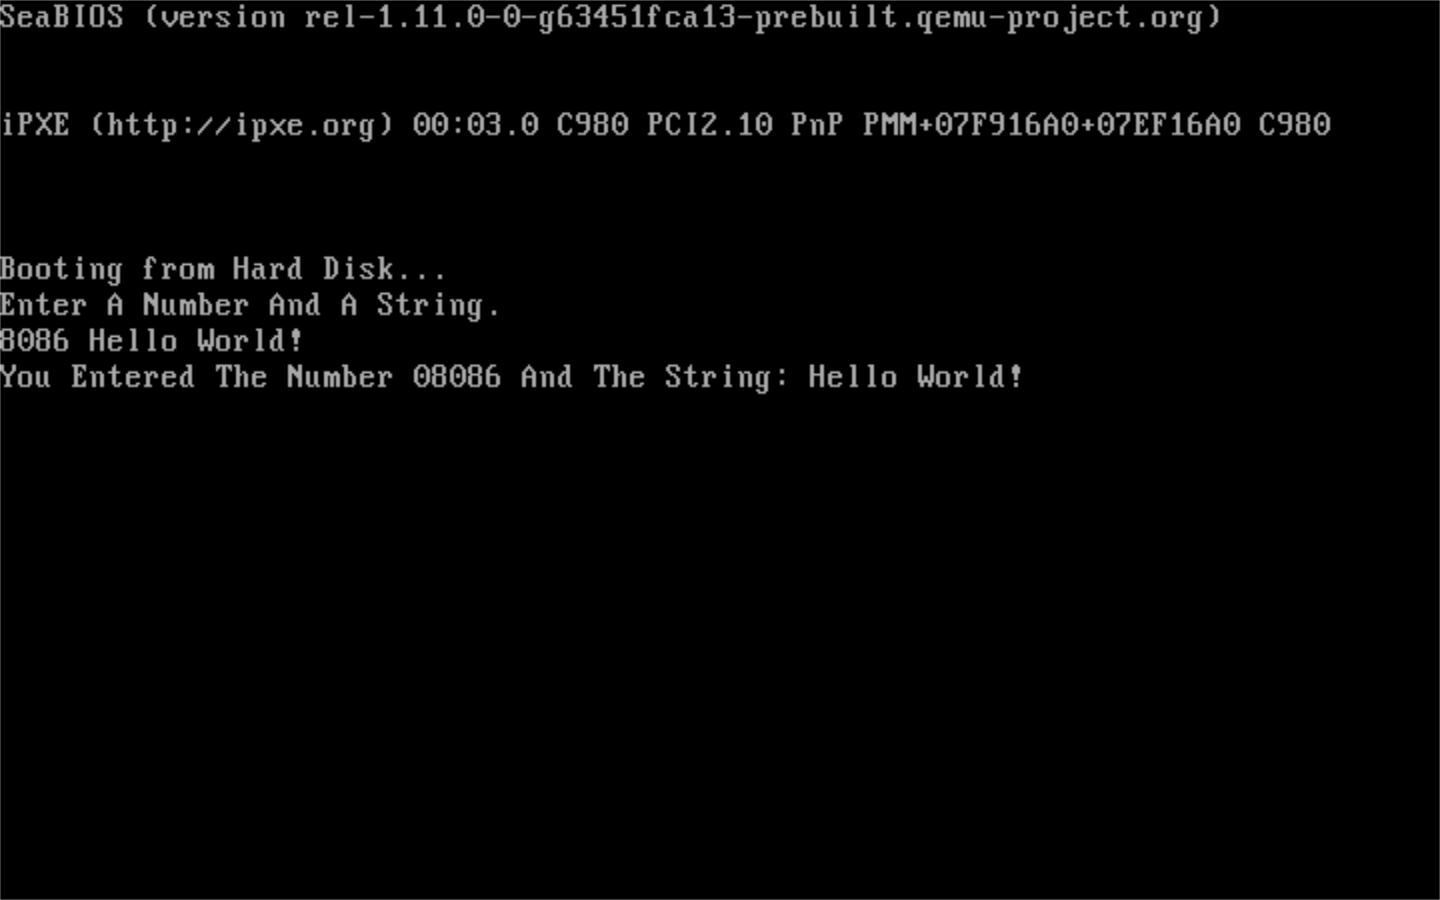 SeaBIOS (version rel-1.11.0-0-g63451fca13-prebuilt.qemu-project.org)
iPXE (http://ipxe.org) 00:03.0 C980 PCI2.10 PnP PMM+07F916A0+07EF16A0 C980
Booting from Hard Disk...
Enter A Number And A String.
8086 Hello World!
You Entered The Number 08086 And The String: Hello World!